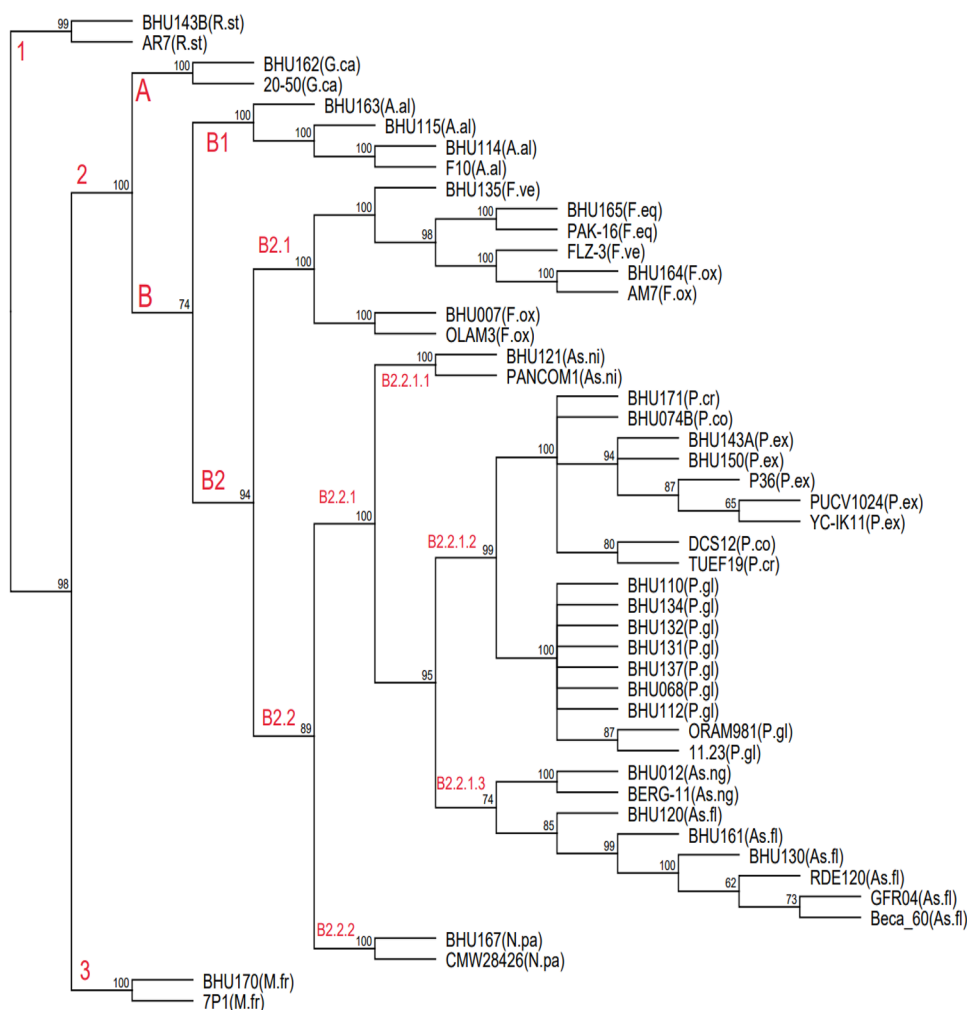 99
BHU143B(R.st)
1
AR7(R.st)
100
BHU162(G.ca)
A
20-50(G.ca)
BHU163(A.al)
100
BHU115(A.al)
B1
100
BHU114(A.al)
100
F10(A.al)
2
100
BHU135(F.ve)
100
BHU165(F.eq)
100
PAK-16(F.eq)
98
FLZ-3(F.ve)
B2.1
100
100
BHU164(F.ox)
100
AM7(F.ox)
B
74
BHU007(F.ox)
100
OLAM3(F.ox)
BHU121(As.ni)
100
PANCOM1(As.ni)
B2.2.1.1
BHU171(P.cr)
BHU074B(P.co)
BHU143A(P.ex)
100
94
BHU150(P.ex)
P36(P.ex)
87
B2
94
PUCV1024(P.ex)
65
YC-IK11(P.ex)
B2.2.1
100
B2.2.1.2
99
DCS12(P.co)
80
TUEF19(P.cr)
98
BHU110(P.gl)
BHU134(P.gl)
BHU132(P.gl)
BHU131(P.gl)
100
BHU137(P.gl)
95
BHU068(P.gl)
BHU112(P.gl)
B2.2
89
ORAM981(P.gl)
87
11.23(P.gl)
BHU012(As.ng)
100
BERG-11(As.ng)
B2.2.1.3
74
BHU120(As.fl)
85
BHU161(As.fl)
99
BHU130(As.fl)
100
RDE120(As.fl)
62
GFR04(As.fl)
73
Beca_60(As.fl)
B2.2.2
100
BHU167(N.pa)
CMW28426(N.pa)
3
100
BHU170(M.fr)
7P1(M.fr)